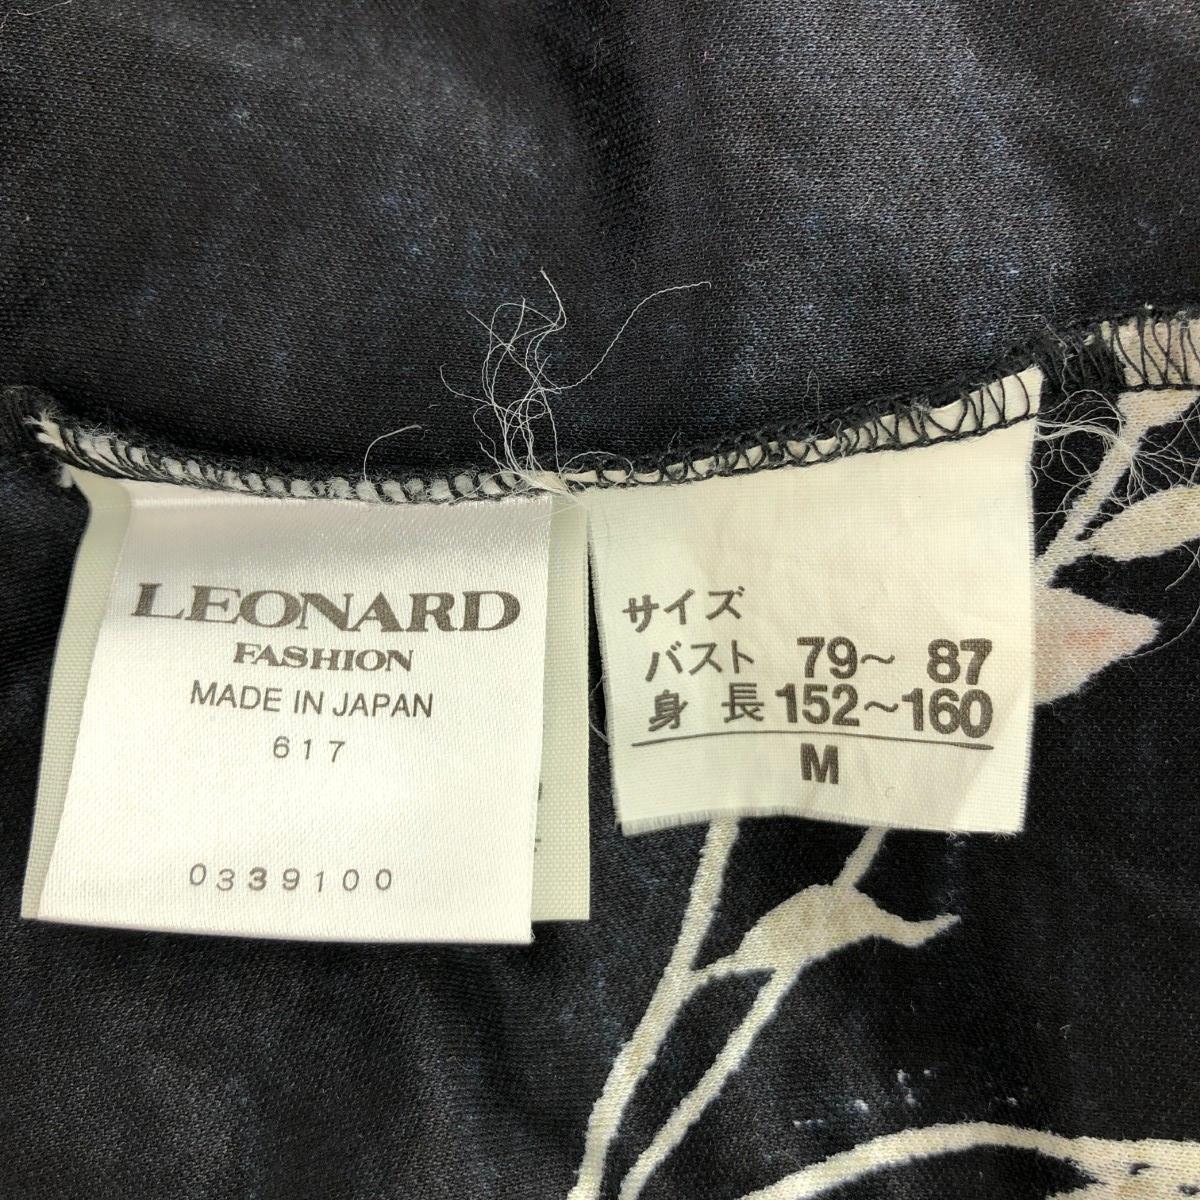 LEONARD
FASHION
MADE IN JAPAN
617
0339100
サイズ
バスト 79~87
身長 152~160
M